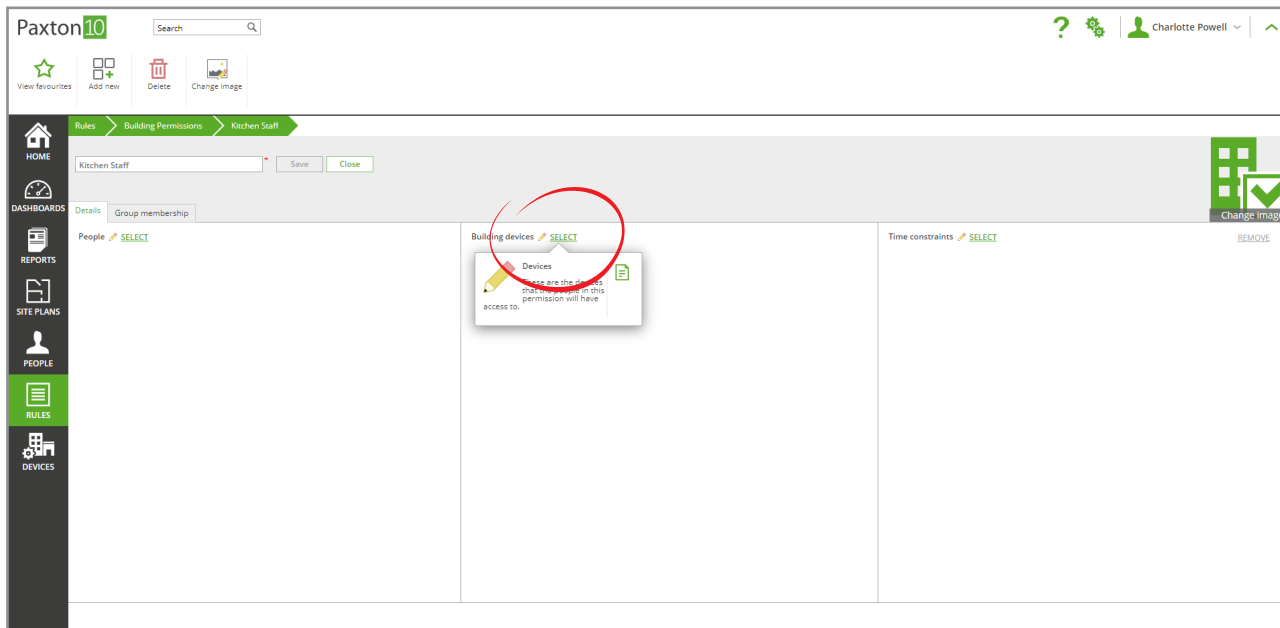 Paxton10
Search
Charlotte Powell
View favourites
Add new
Delete
Change image
Rules
Building Permissions
Kitchen Staff
HOME
DASHBOARDS
REPORTS
SITE PLANS
PEOPLE
RULES
DEVICES
Kitchen Staff
*
Save
Close
Change image
Details
Group membership
People SELECT
Building devices SELECT
Time constraints SELECT
REMOVE
Devices
These are the devices
that the people in this
permission will have
access to.